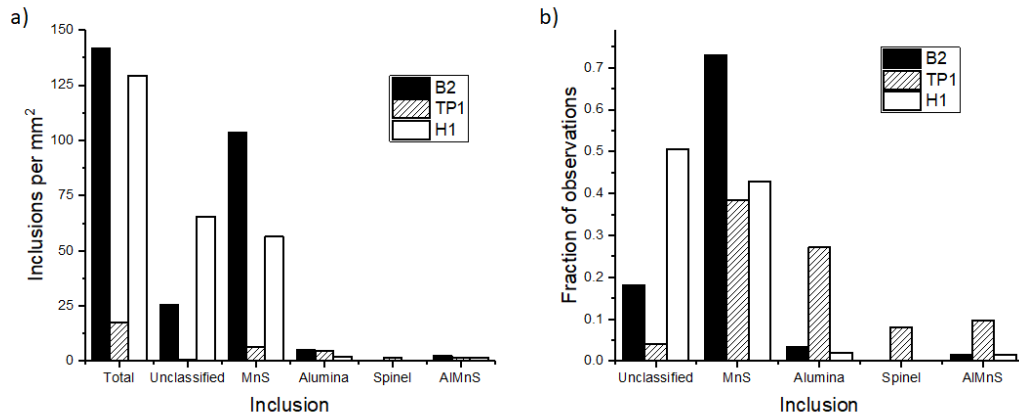 a)
150
125
100
75
50
25
0
Inclusions per mm²
B2
TP1
H1
Total Unclassified MnS Alumina Spinel AlMnS
Inclusion
b)
0.7
0.6
0.5
0.4
0.3
0.2
0.1
0.0
Fraction of observations
B2
TP1
H1
Unclassified MnS Alumina Spinel AlMnS
Inclusion